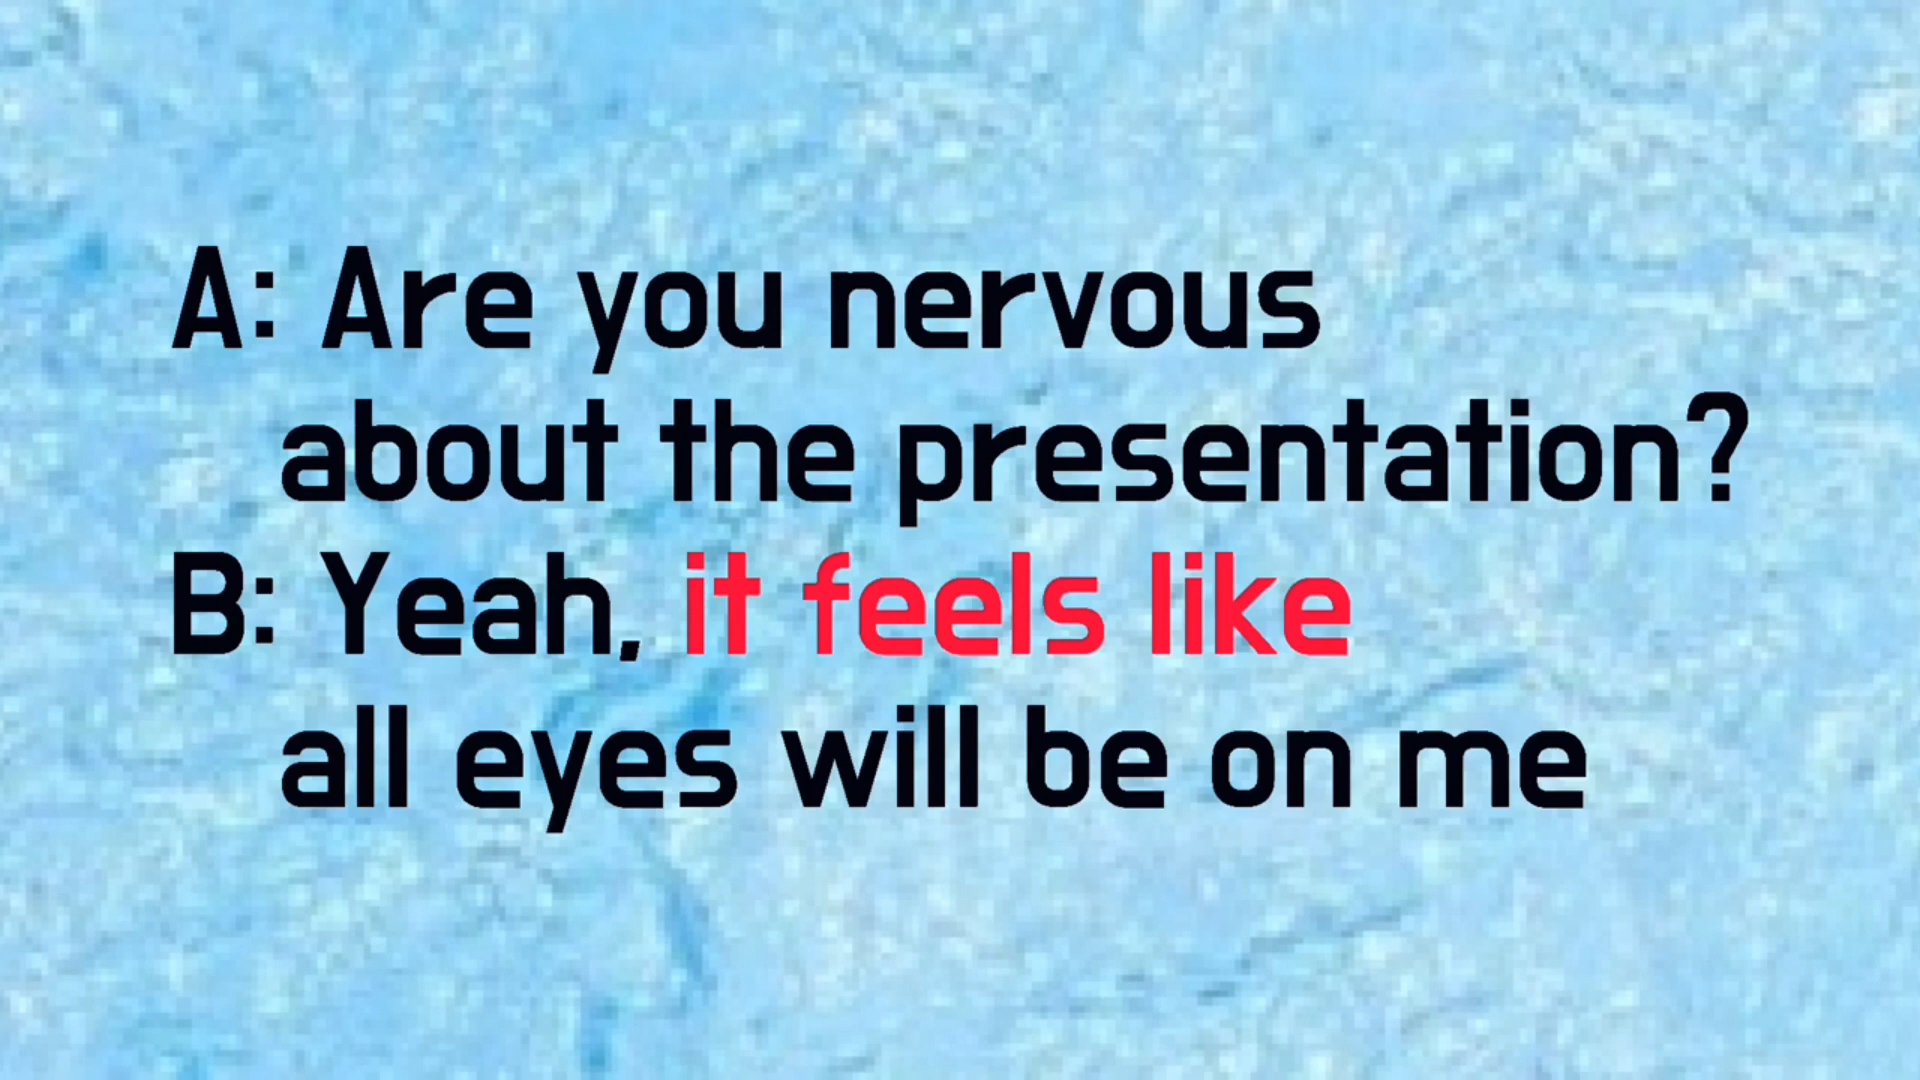 A: Are you nervous
about the presentation?
B: Yeah, it feels like
all eyes will be on me